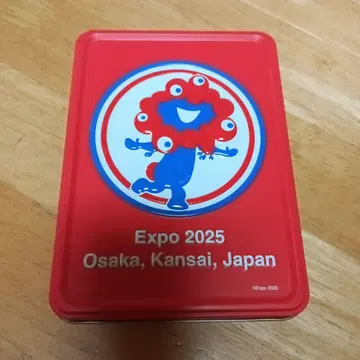 Expo 2025
Osaka, Kansai, Japan
©Expo 2025